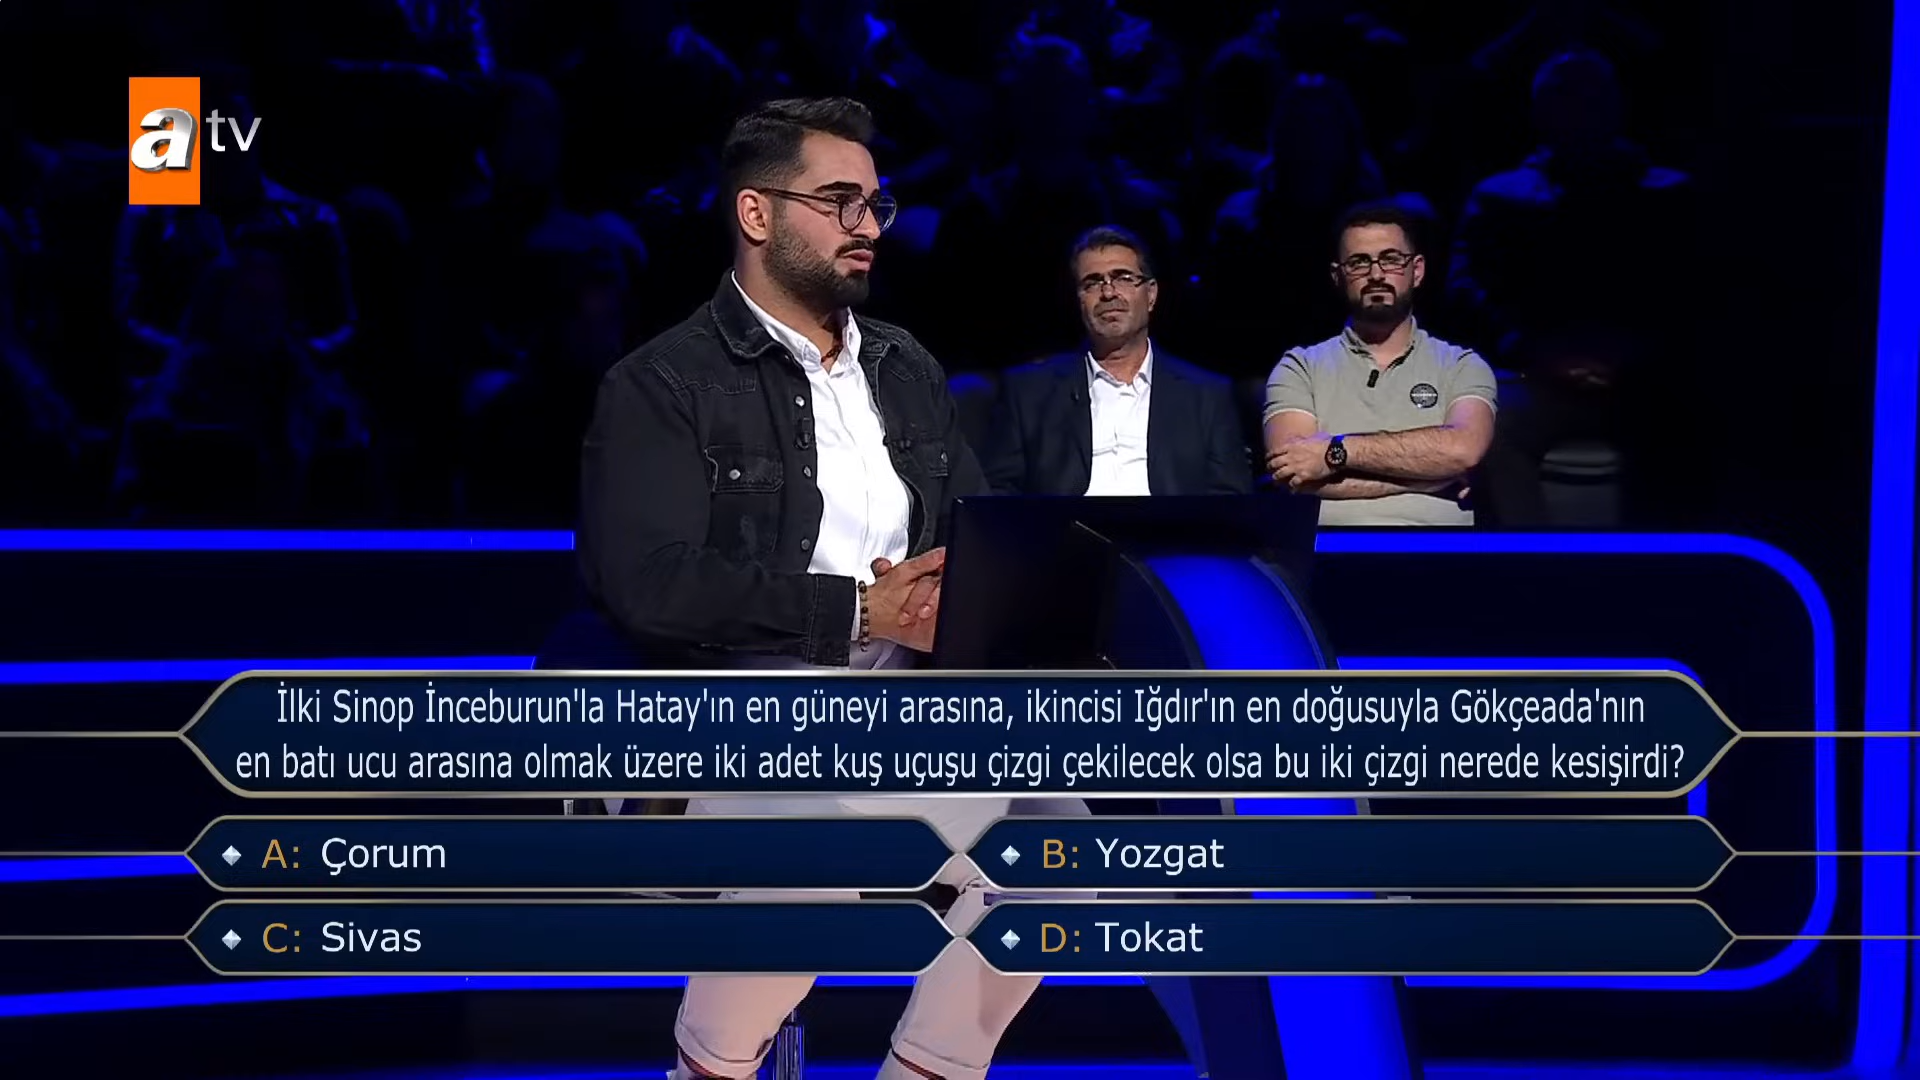 atv
İlki Sinop İnceburun'la Hatay'ın en güneyi arasına, ikincisi Iğdır'ın en doğusuyla Gökçeada'nın
en batı ucu arasına olmak üzere iki adet kuş uçuşu çizgi çekilecek olsa bu iki çizgi nerede kesişirdi?
A: Çorum
B: Yozgat
C: Sivas
D: Tokat